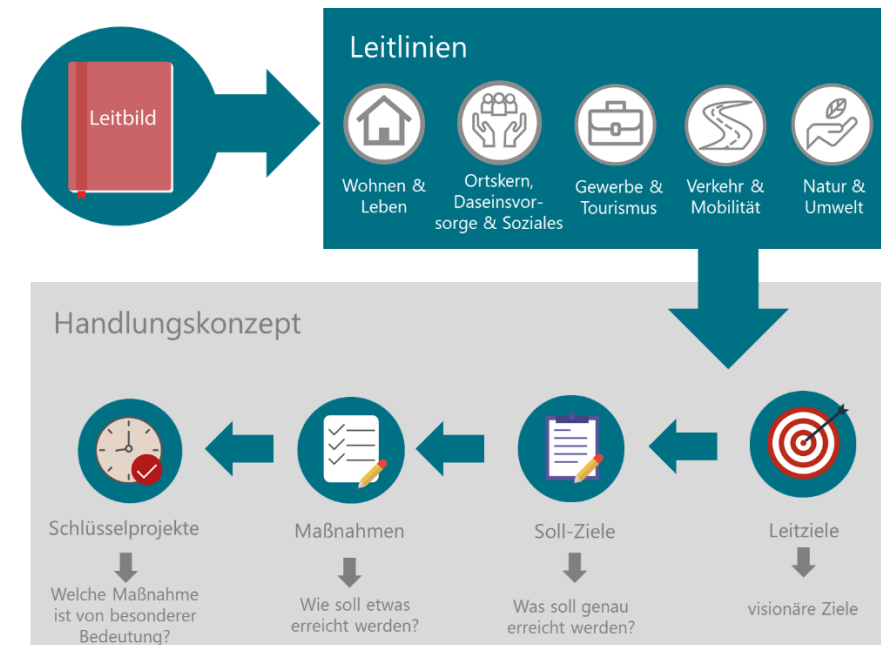 Leitbild
Leitlinien
Wohnen &
Leben
Ortskern,
Daseinsvor-
sorge & Soziales
Gewerbe &
Tourismus
Verkehr &
Mobilität
Natur &
Umwelt
Handlungskonzept
Schlüsselprojekte
Welche Maßnahme
ist von besonderer
Bedeutung?
Maßnahmen
Wie soll etwas
erreicht werden?
Soll-Ziele
Was soll genau
erreicht werden?
Leitziele
visionäre Ziele